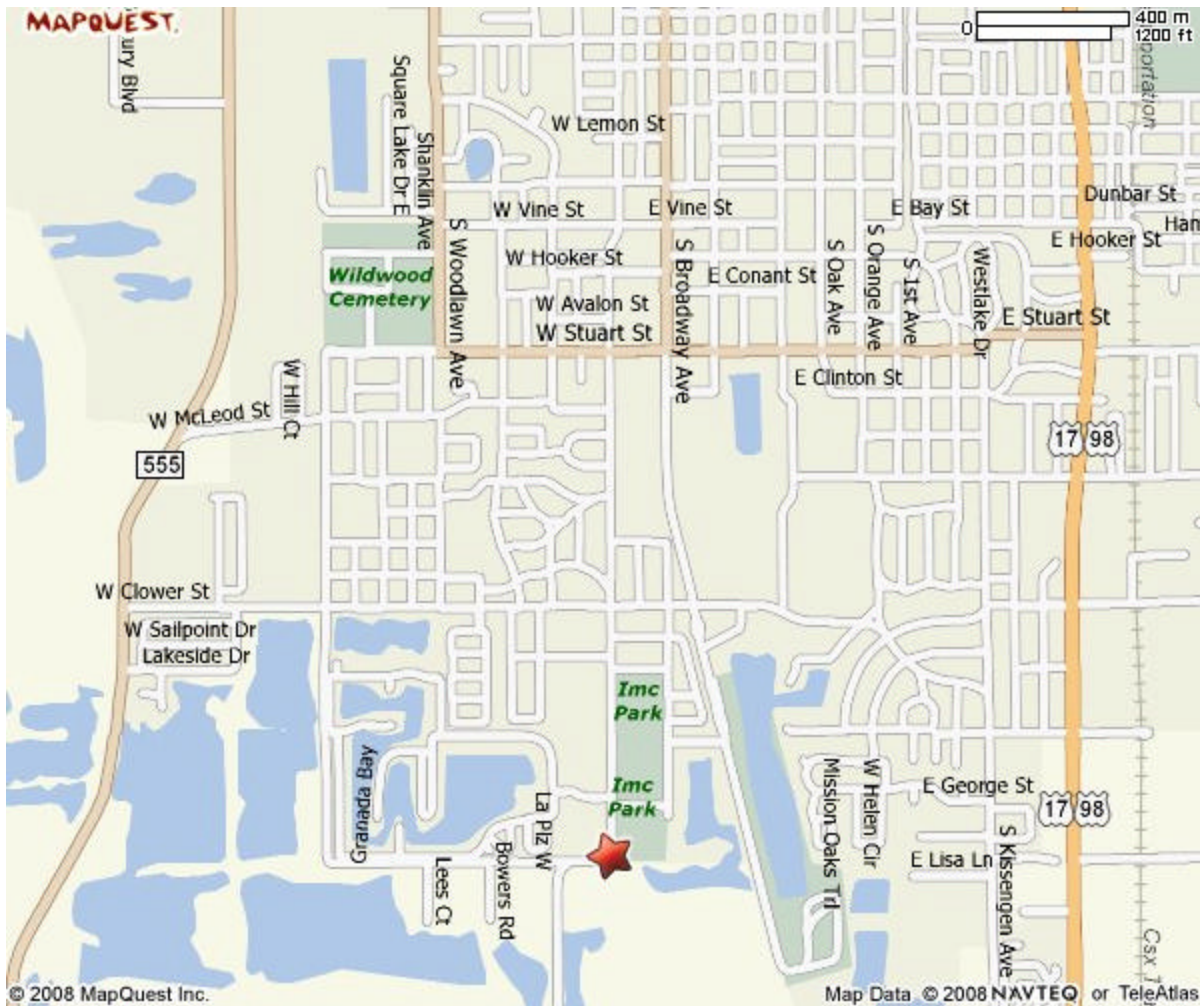 MAPQUEST.
0
400 m
1200 ft
ury Blvd
Square Lake Dr E
Shanklin Ave
W Lemon St
portation
W Vine St
E Vine St
E Bay St
Dunbar St
Han
E Hooker St
S Woodlawn Ave
W Hooker St
S Broadway Ave
E Conant St
S Oak Ave
S Orange Ave
S 1st Ave
Westlake Dr
Wildwood
Cemetery
W Avalon St
W Stuart St
E Stuart St
W Hill Ct
E Clinton St
W McLeod St
17
98
555
W Clower St
W Sailpoint Dr
Lakeside Dr
Imc
Park
Imc
Park
Granada Bay
La Plz W
Mission Oaks Trl
W Helen Cir
E George St
17
98
Lees Ct
Bowers Rd
E Lisa Ln
S Kissengen Ave
Csx T
© 2008 MapQuest Inc.
Map Data © 2008 NAVTEQ or TeleAtlas